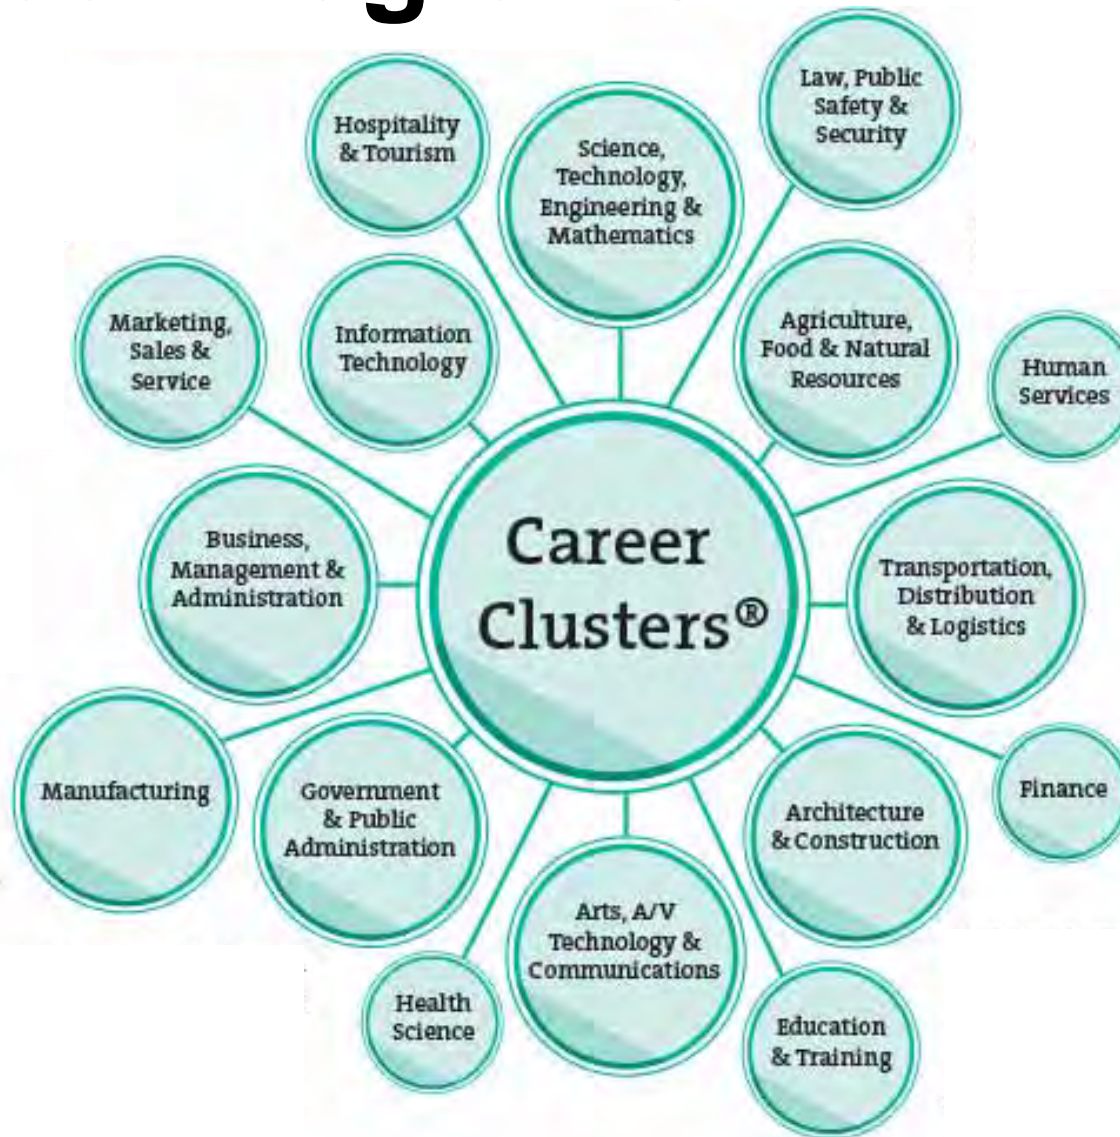 Hospitality
& Tourism
Science,
Technology,
Engineering &
Mathematics
Law, Public
Safety &
Security
Marketing,
Sales &
Service
Information
Technology
Agriculture,
Food & Natural
Resources
Human
Services
Business,
Management &
Administration
Career
Clusters®
Transportation,
Distribution
& Logistics
Manufacturing
Government
& Public
Administration
Architecture
& Construction
Finance
Arts, A/V
Technology &
Communications
Health
Science
Education
& Training